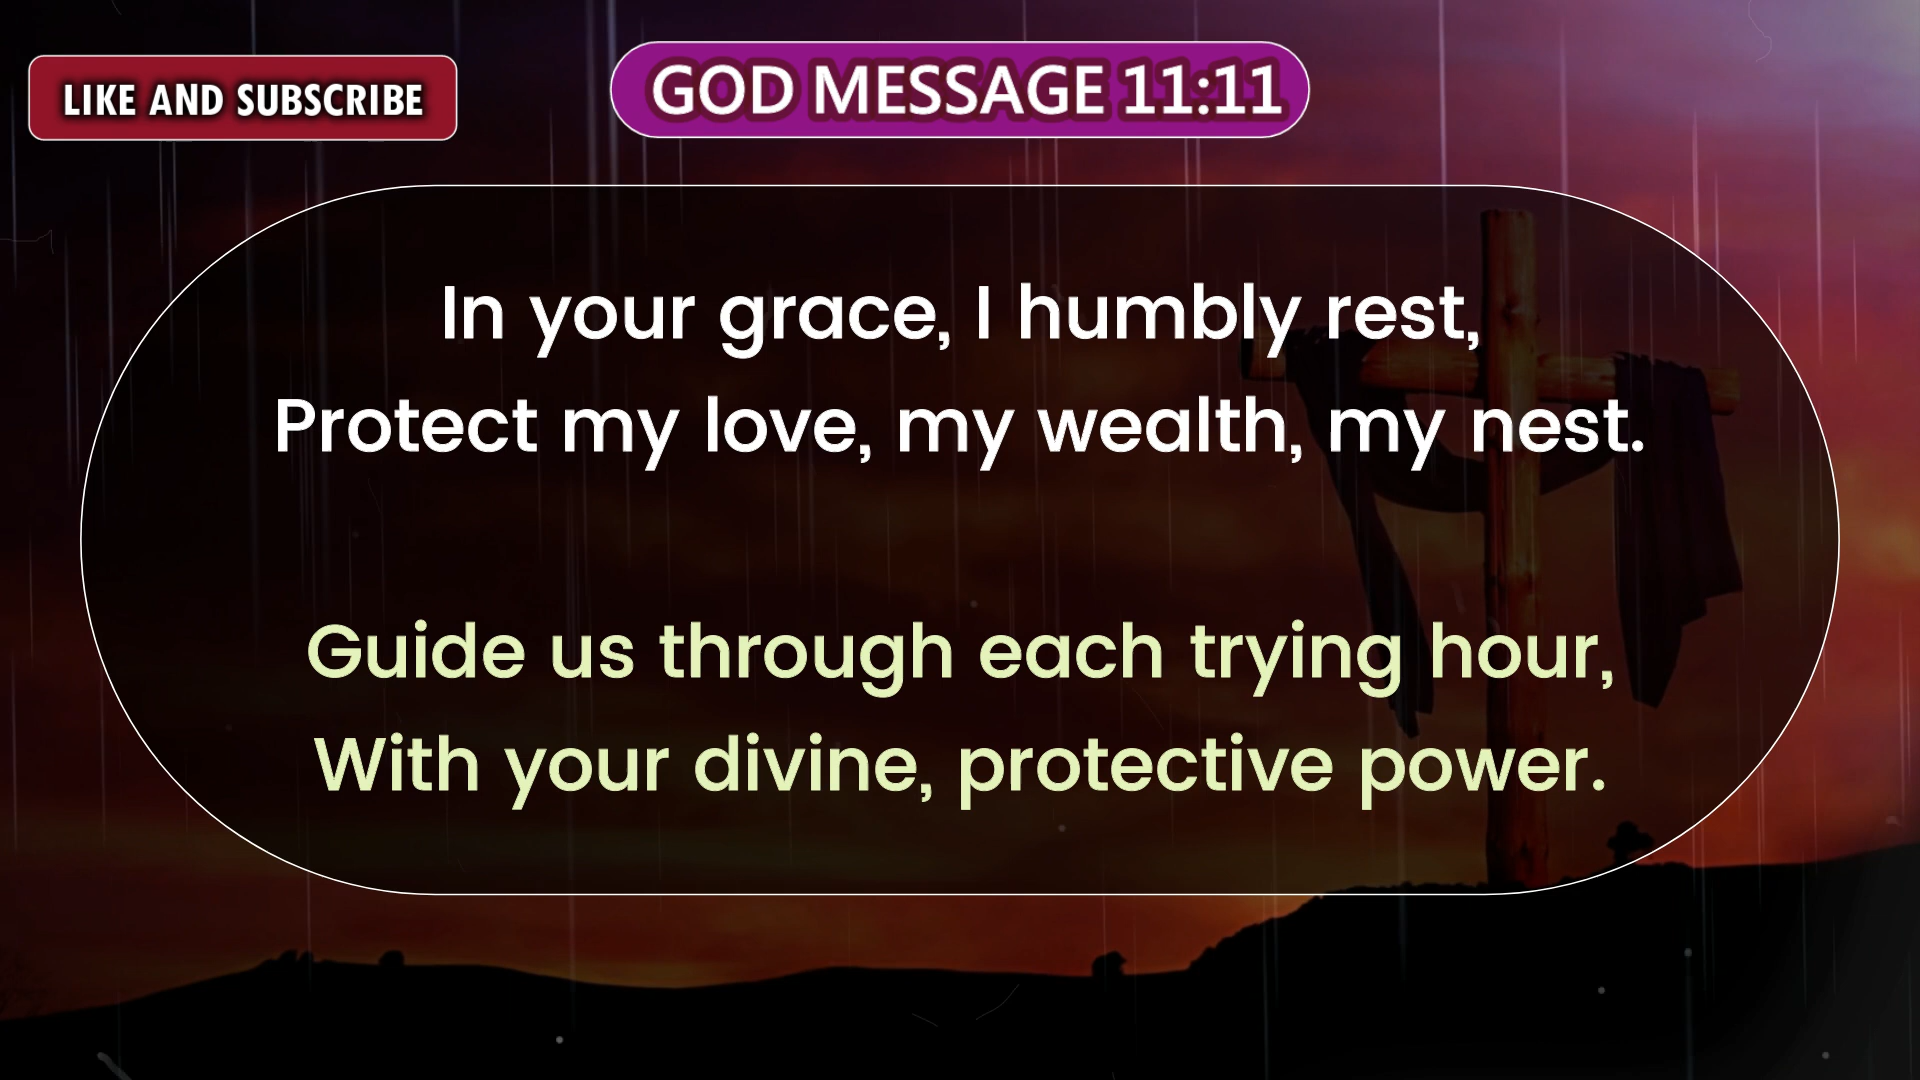 LIKE AND SUBSCRIBE
GOD MESSAGE 11:11
In your grace, I humbly rest,
Protect my love, my wealth, my nest.
Guide us through each trying hour,
With your divine, protective power.